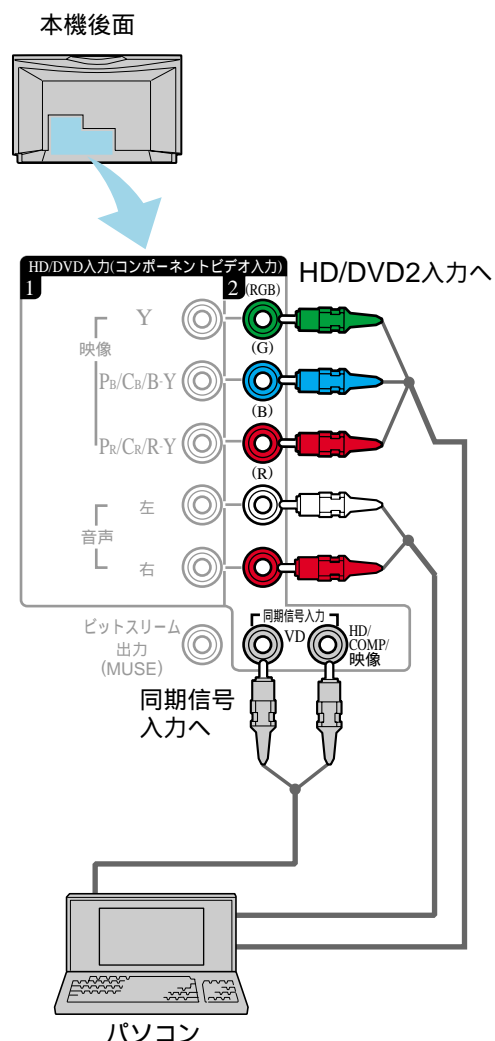 本機後面
HD/DVD入力(コンポーネントビデオ入力)
HD/DVD2入力へ
1
2
(RGB)
Y
(G)
映像
PB/CB/B-Y
(B)
PR/CR/R-Y
(R)
左
音声
右
ビットスリーム
出力
(MUSE)
同期信号入力
VD
HD/
COMP/
映像
同期信号
入力へ
パソコン